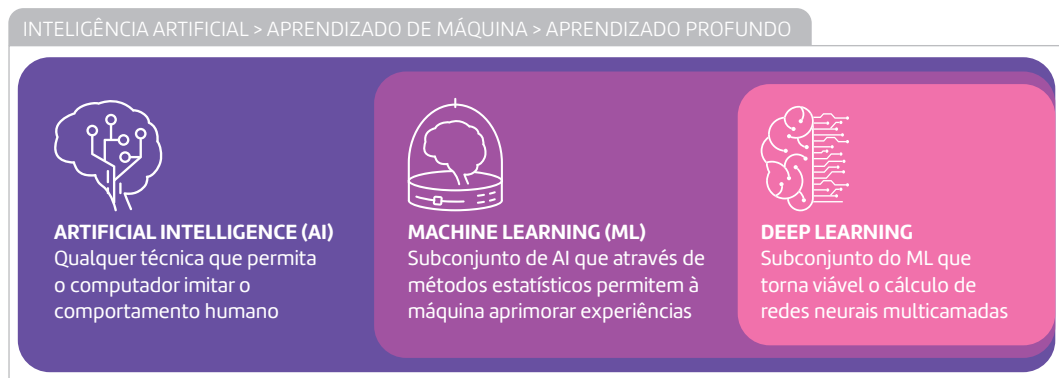 INTELIGÊNCIA ARTIFICIAL > APRENDIZADO DE MÁQUINA > APRENDIZADO PROFUNDO
ARTIFICIAL INTELLIGENCE (AI)
Qualquer técnica que permita
o computador imitar o
comportamento humano
MACHINE LEARNING (ML)
Subconjunto de AI que através de
métodos estatísticos permitem à
máquina aprimorar experiências
DEEP LEARNING
Subconjunto do ML que
torna viável o cálculo de
redes neurais multicamadas